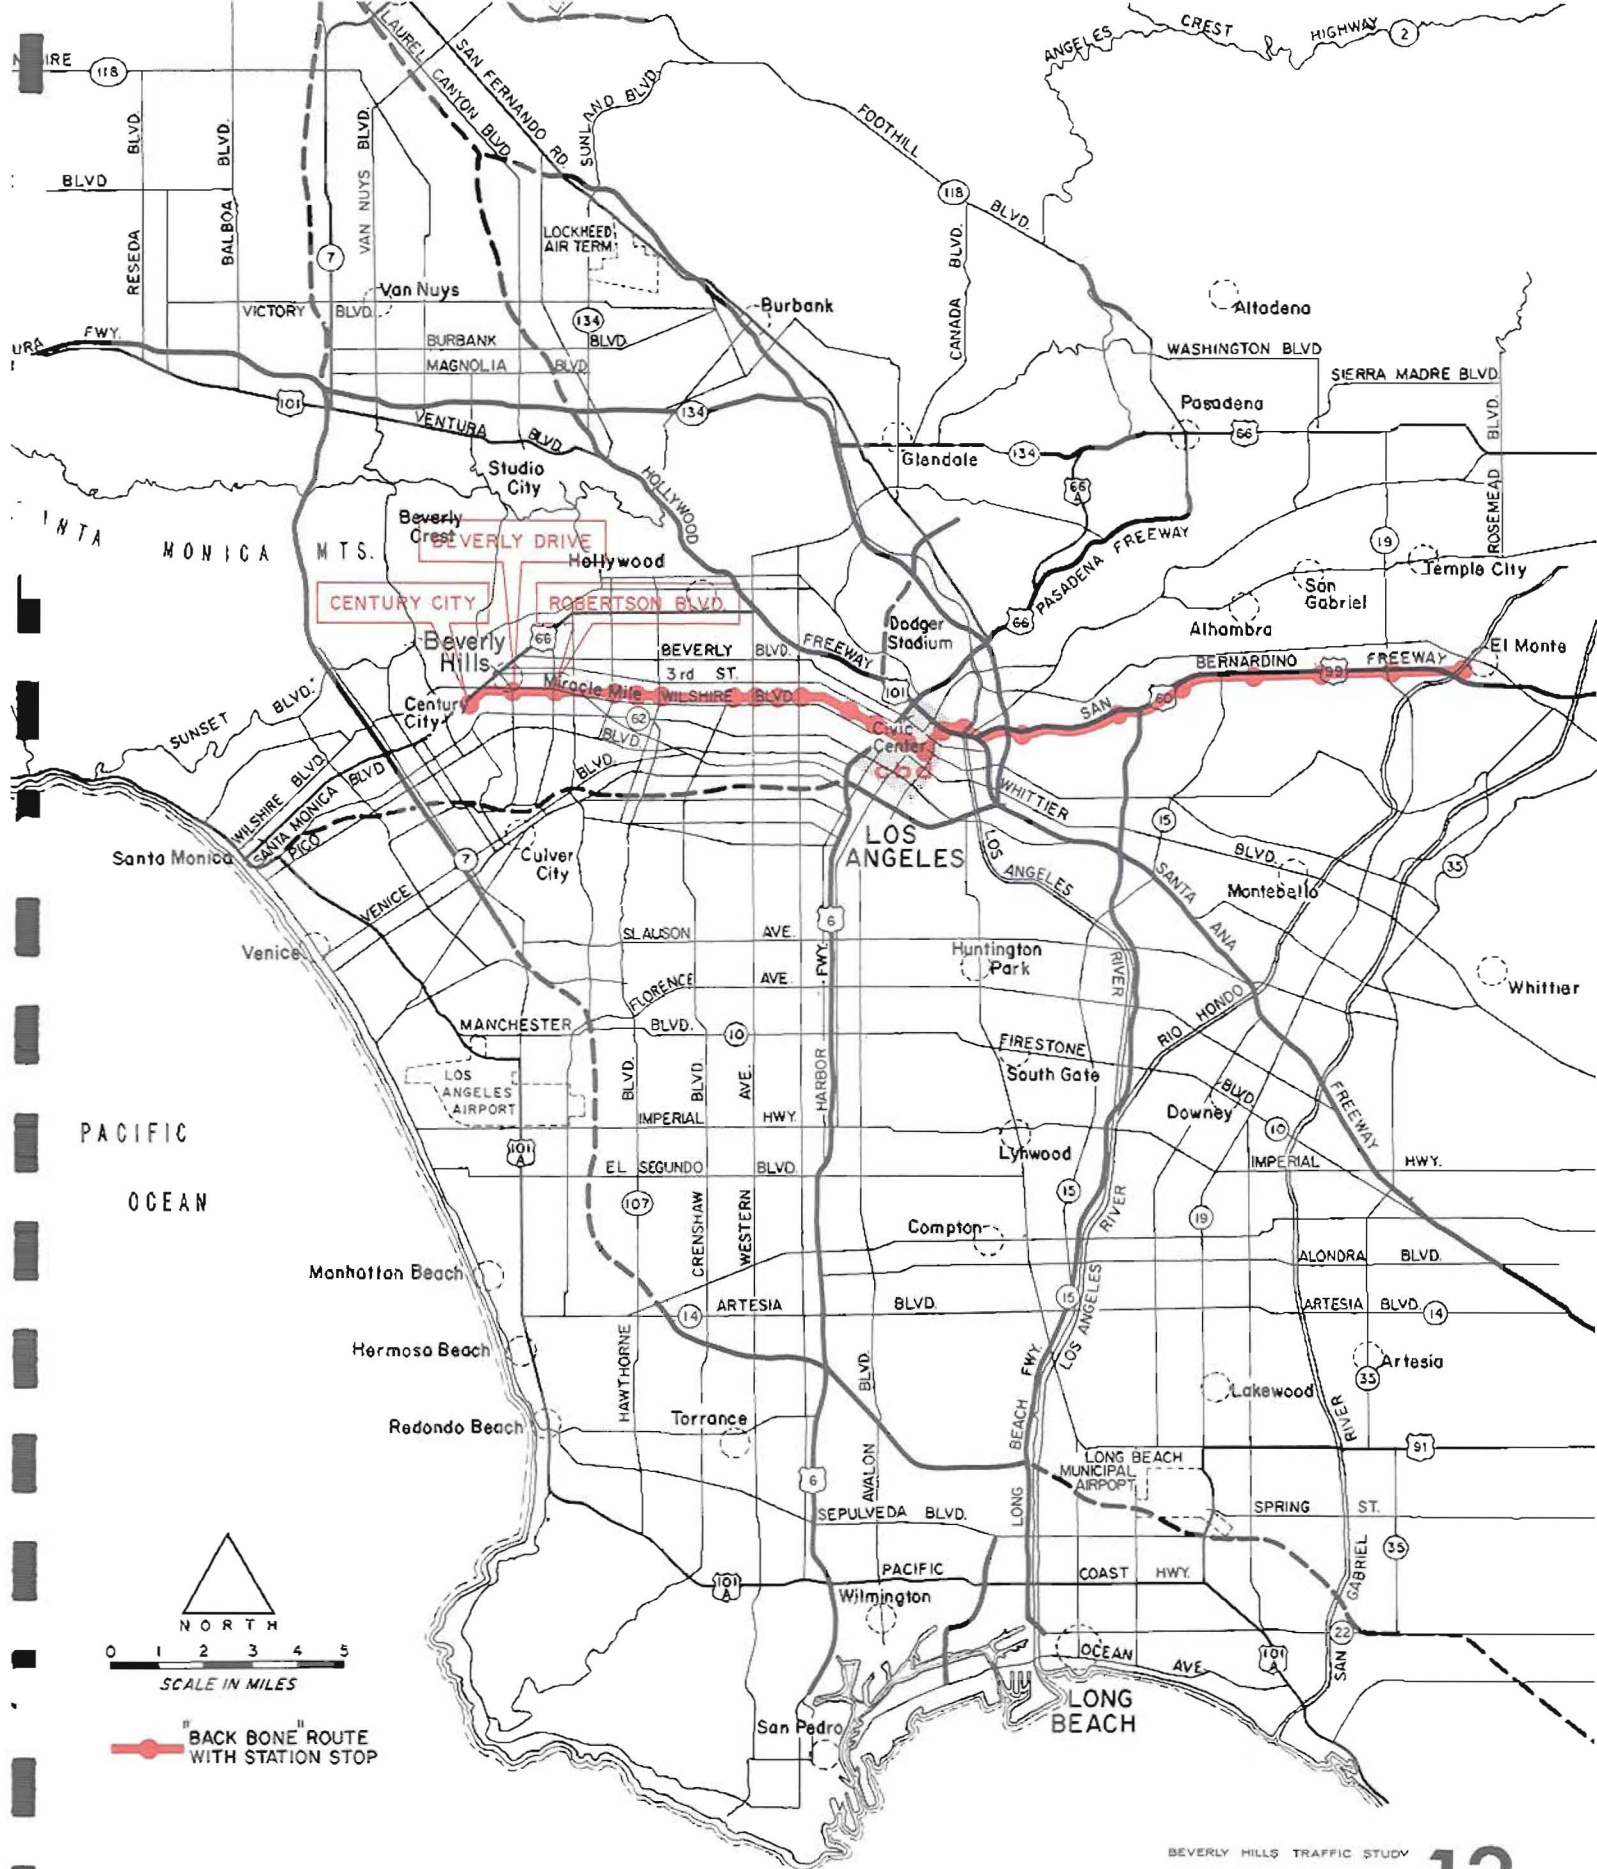 ANGELES CREST HIGHWAY 2
LAUREL CANYON BLVD.
SAN FERNANDO RD.
SUNLAND BLVD.
118
FOOTHILL BLVD.
118
BLVD
RESEDA BLVD.
BALBOA BLVD.
VAN NUYS BLVD.
7
LOCKHEED
AIR TERM.
CANADA BLVD.
Altadena
Van Nuys
VICTORY BLVD.
134
Burbank
FWY.
BURBANK BLVD.
MAGNOLIA BLVD
WASHINGTON BLVD
SIERRA MADRE BLVD.
101
VENTURA BLVD.
134
Pasadena
66
Glendale
134
66
A
ROSEMEAD BLVD.
19
Studio
City
HOLLYWOOD FREEWAY
MONICA MTS.
Beverly
Crest
BEVERLY DRIVE
Hollywood
CENTURY CITY
ROBERTSON BLVD.
PASADENA FREEWAY
66
Temple City
San
Gabriel
Alhambra
Dodger
Stadium
Beverly
Hills
66
BEVERLY BLVD.
3rd ST.
Miracle Mile
WILSHIRE BLVD.
101
SAN BERNARDINO FREEWAY
60
99
El Monte
Century
City
62
BLVD.
BLVD.
Civic
Center
cbd
SUNSET BLVD.
WILSHIRE BLVD.
SANTA MONICA BLVD
PICO
Santa Monica
7
Culver
City
VENICE
Venice
LOS
ANGELES
WHITTIER BLVD.
15
LOS ANGELES RIVER
SANTA ANA FREEWAY
Montebello
35
6
HARBOR FWY.
SLAUSON AVE.
Huntington
Park
FLORENCE AVE.
Whittier
MANCHESTER BLVD.
10
FIRESTONE BLVD.
South Gate
RIO HONDO
LOS
ANGELES
AIRPORT
BLVD.
BLVD.
AVE.
Downey
10
IMPERIAL HWY.
Lynwood
IMPERIAL HWY.
101
A
EL SEGUNDO BLVD.
107
CRENSHAW
WESTERN
15
RIVER
19
PACIFIC
OCEAN
Compton
ALONDRA BLVD.
Manhattan Beach
14
ARTESIA BLVD.
15
LOS ANGELES
ARTESIA BLVD.
14
Hermosa Beach
HAWTHORNE
AVALON BLVD.
LONG BEACH FWY.
Artesia
35
Lakewood
Redondo Beach
Torrance
91
LONG BEACH
MUNICIPAL
AIRPORT
6
SEPULVEDA BLVD.
SPRING ST.
35
SAN GABRIEL RIVER
101
A
PACIFIC COAST HWY.
Wilmington
22
101
A
OCEAN AVE.
LONG
BEACH
San Pedro
NORTH
0 1 2 3 4 5
SCALE IN MILES
"BACK BONE" ROUTE
WITH STATION STOP
BEVERLY HILLS TRAFFIC STUDY